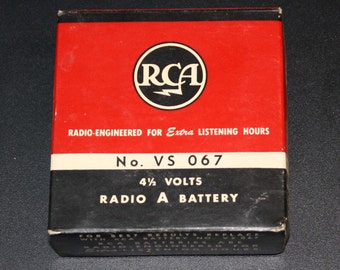 RCA
RADIO-ENGINEERED FOR Extra LISTENING HOURS
No. VS 067
4½ VOLTS
RADIO A BATTERY